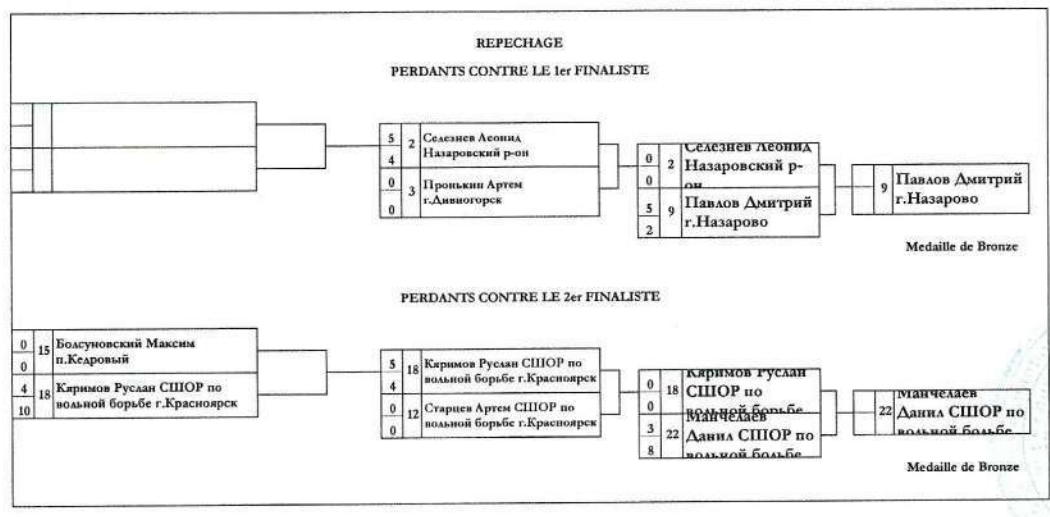 REPECHAGE
PERDANTS CONTRE LE 1er FINALISTE
5
4
2
Селезнев Леонид
Назаровский р-он
0
0
3
Пронькин Артем
г.Дивногорск
0
0
2
Селезнев Леонид
Назаровский р-
он
5
2
9
Павлов Дмитрий
г.Назарово
9
Павлов Дмитрий
г.Назарово
Medaille de Bronze
PERDANTS CONTRE LE 2er FINALISTE
0
0
15
Болсуновский Максим
п.Кедровый
4
10
18
Кяримов Руслан СШОР по
вольной борьбе г.Красноярск
5
4
18
Кяримов Руслан СШОР по
вольной борьбе г.Красноярск
0
0
12
Старцев Артем СШОР по
вольной борьбе г.Красноярск
0
0
18
Кяримов Руслан
СШОР по
вольной борьбе
3
8
22
Манчелаев
Данил СШОР по
вольной борьбе
22
Манчелаев
Данил СШОР по
вольной борьбе
Medaille de Bronze